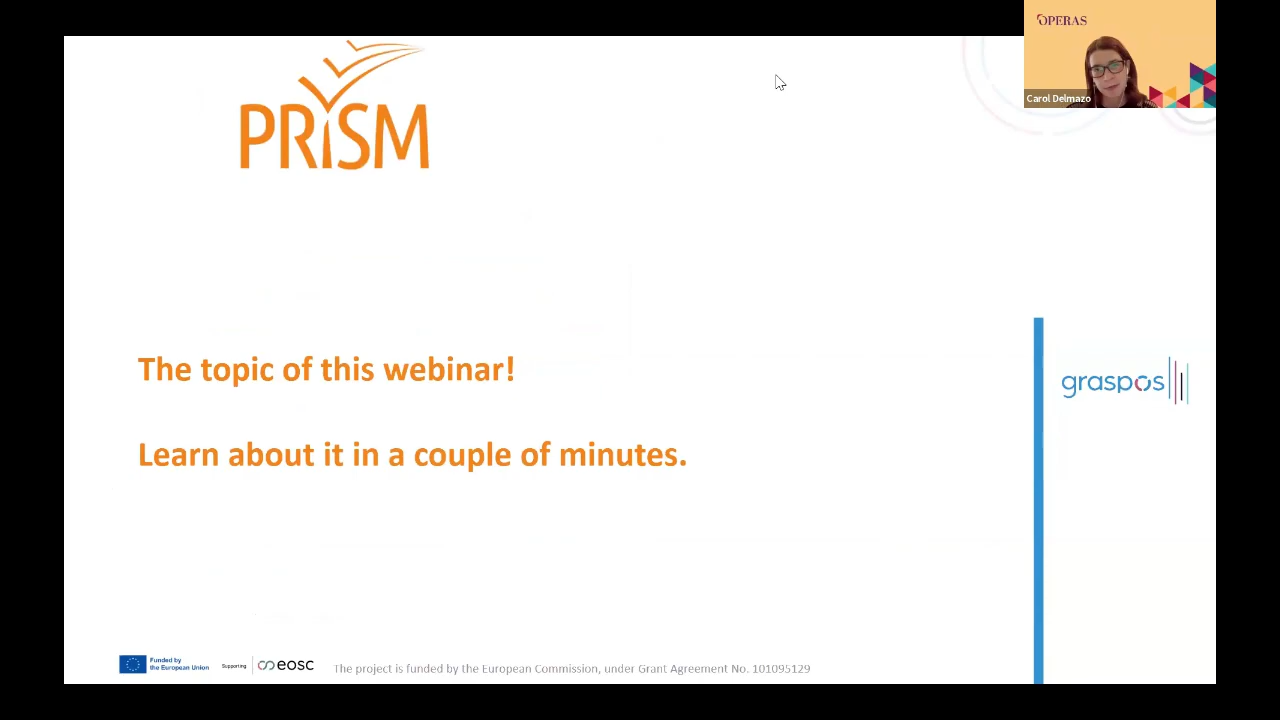 OPERAS
Carol Delmazo
PRISM
The topic of this webinar!
Learn about it in a couple of minutes.
graspos
Funded by
the European Union
Supporting
eosc
The project is funded by the European Commission, under Grant Agreement No. 101095129